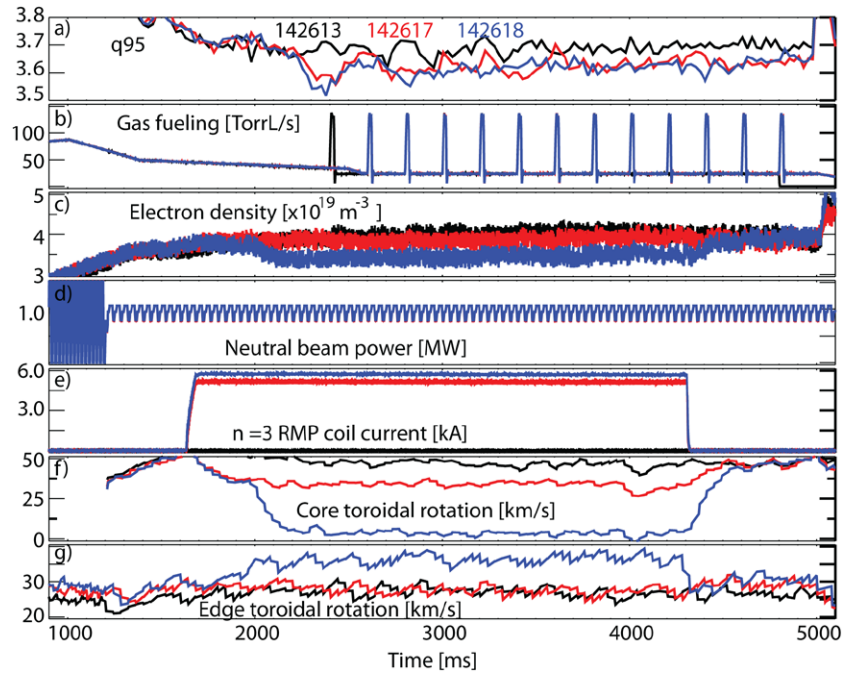 3.8
a)
142613 142617 142618
3.7
q95
3.6
3.5
b)
Gas fueling [TorrL/s]
100
50
5
c)
Electron density [x10^19 m^-3 ]
4
3
d)
1.0
Neutral beam power [MW]
6.0
e)
3.0
n =3 RMP coil current [kA]
50
f)
25
Core toroidal rotation [km/s]
0
g)
30
Edge toroidal rotation [km/s]
20
1000 2000 3000 4000 5000
Time [ms]